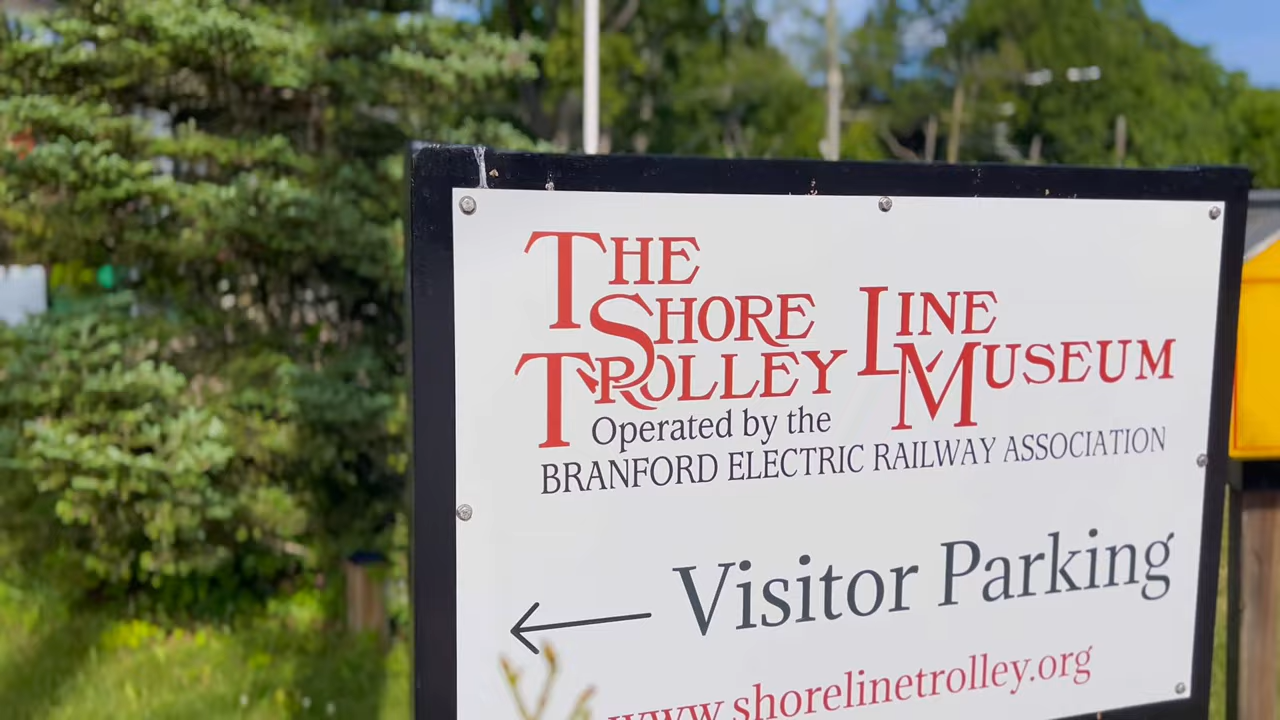 The Shore Line
Trolley Museum
Operated by the
BRANFORD ELECTRIC RAILWAY ASSOCIATION
Visitor Parking
www.shorelinetrolley.org